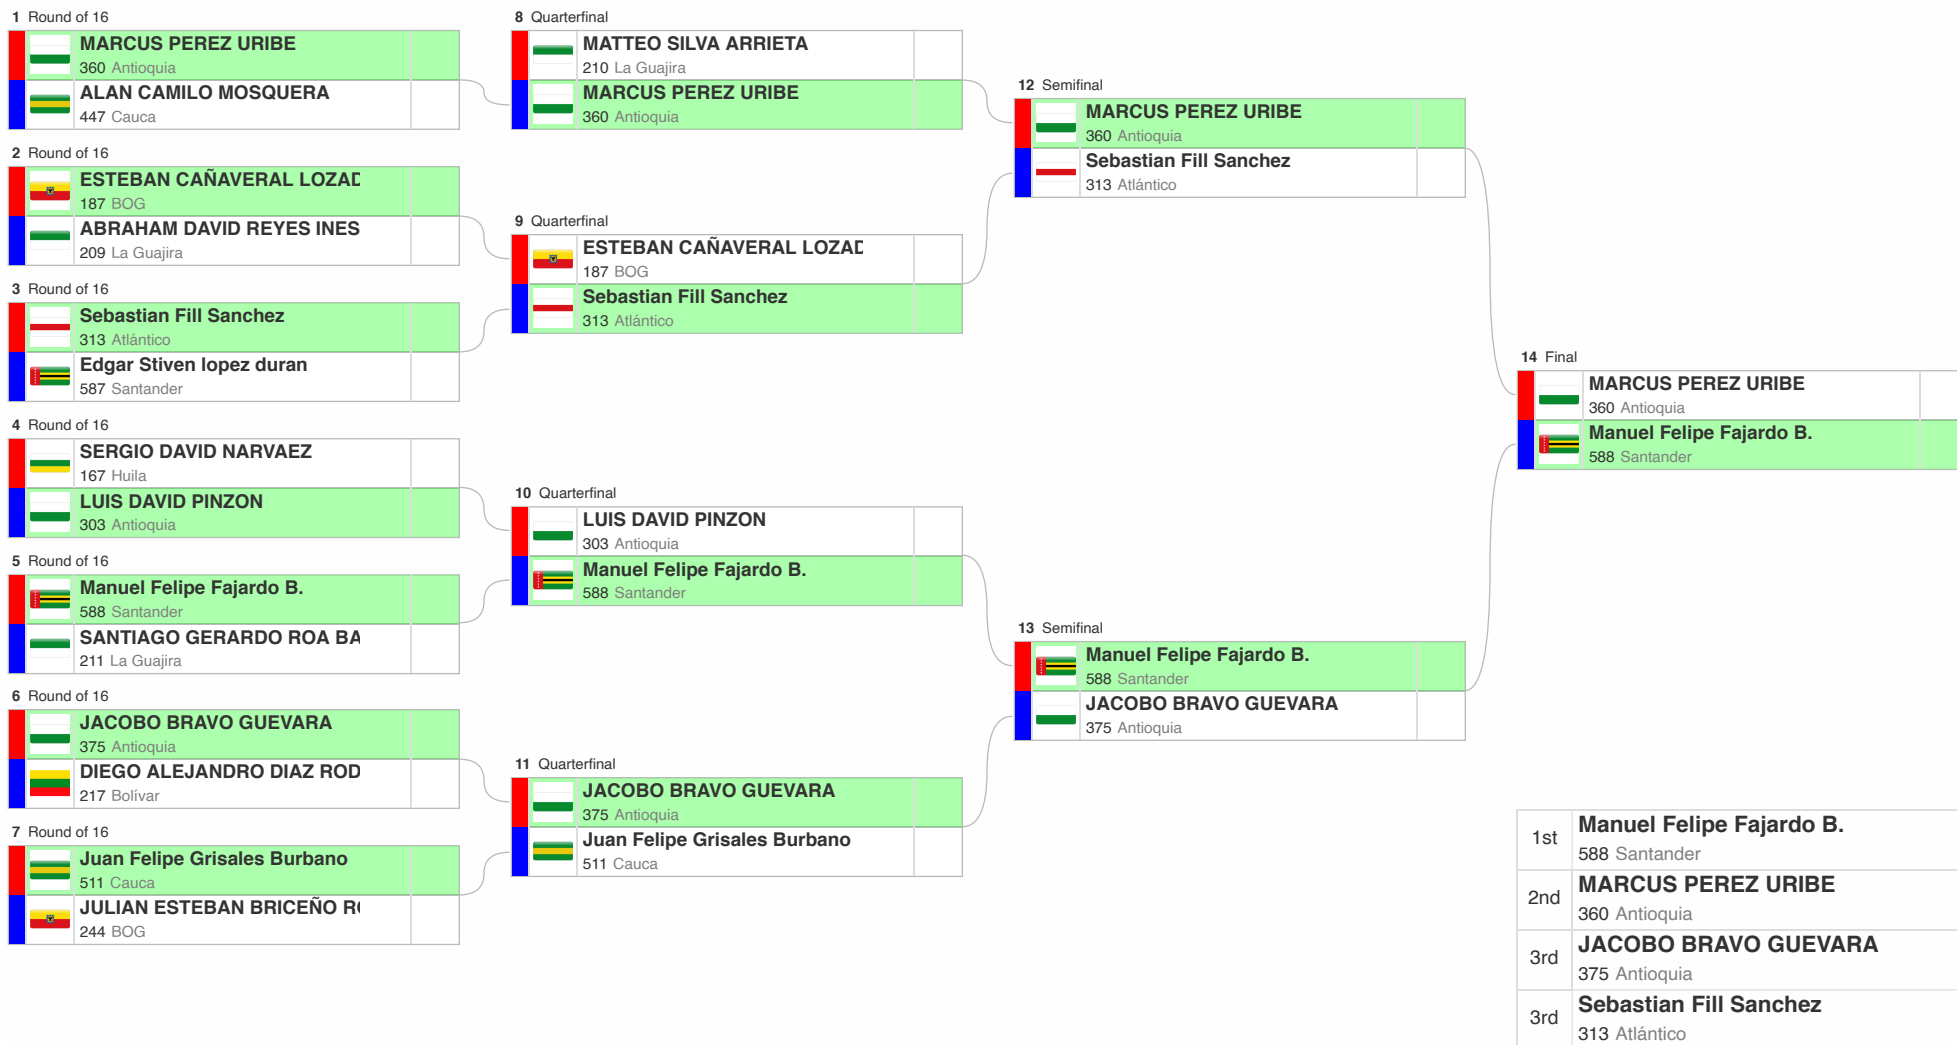 1 Round of 16
MARCUS PEREZ URIBE
360 Antioquia
ALAN CAMILO MOSQUERA
447 Cauca
2 Round of 16
ESTEBAN CAÑAVERAL LOZAD
187 BOG
ABRAHAM DAVID REYES INES
209 La Guajira
3 Round of 16
Sebastian Fill Sanchez
313 Atlántico
Edgar Stiven lopez duran
587 Santander
4 Round of 16
SERGIO DAVID NARVAEZ
167 Huila
LUIS DAVID PINZON
303 Antioquia
5 Round of 16
Manuel Felipe Fajardo B.
588 Santander
SANTIAGO GERARDO ROA BA
211 La Guajira
6 Round of 16
JACOBO BRAVO GUEVARA
375 Antioquia
DIEGO ALEJANDRO DIAZ ROD
217 Bolívar
7 Round of 16
Juan Felipe Grisales Burbano
511 Cauca
JULIAN ESTEBAN BRICEÑO R
244 BOG
8 Quarterfinal
MATTEO SILVA ARRIETA
210 La Guajira
MARCUS PEREZ URIBE
360 Antioquia
9 Quarterfinal
ESTEBAN CAÑAVERAL LOZAD
187 BOG
Sebastian Fill Sanchez
313 Atlántico
10 Quarterfinal
LUIS DAVID PINZON
303 Antioquia
Manuel Felipe Fajardo B.
588 Santander
11 Quarterfinal
JACOBO BRAVO GUEVARA
375 Antioquia
Juan Felipe Grisales Burbano
511 Cauca
12 Semifinal
MARCUS PEREZ URIBE
360 Antioquia
Sebastian Fill Sanchez
313 Atlántico
13 Semifinal
Manuel Felipe Fajardo B.
588 Santander
JACOBO BRAVO GUEVARA
375 Antioquia
14 Final
MARCUS PEREZ URIBE
360 Antioquia
Manuel Felipe Fajardo B.
588 Santander
1st Manuel Felipe Fajardo B.
588 Santander
2nd MARCUS PEREZ URIBE
360 Antioquia
3rd JACOBO BRAVO GUEVARA
375 Antioquia
3rd Sebastian Fill Sanchez
313 Atlántico